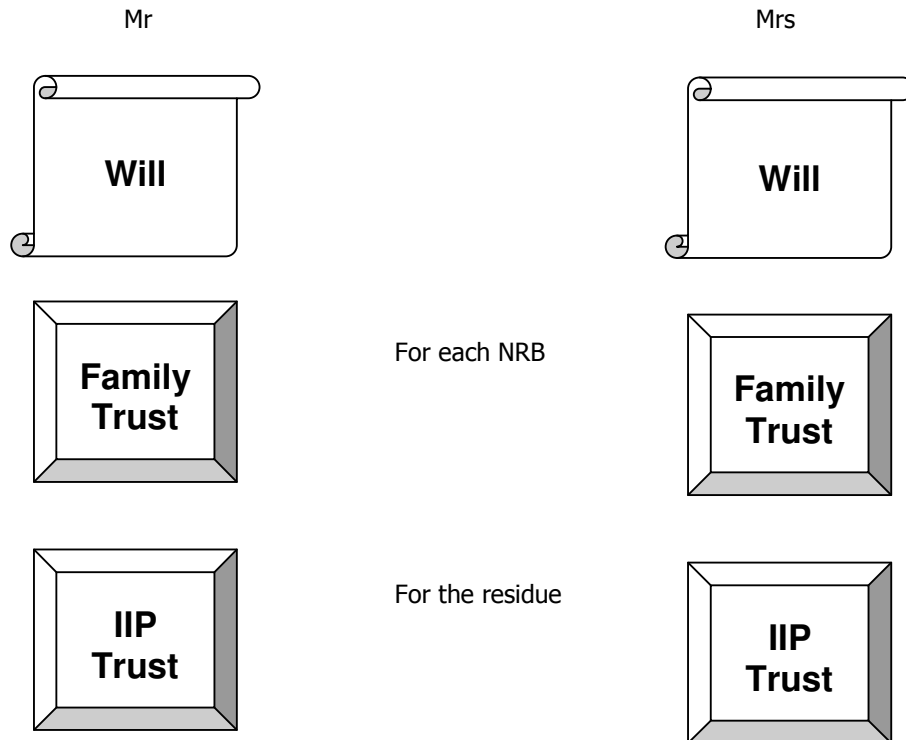 Mr
Mrs
Will
Will
Family
Trust
For each NRB
Family
Trust
IIP
Trust
For the residue
IIP
Trust